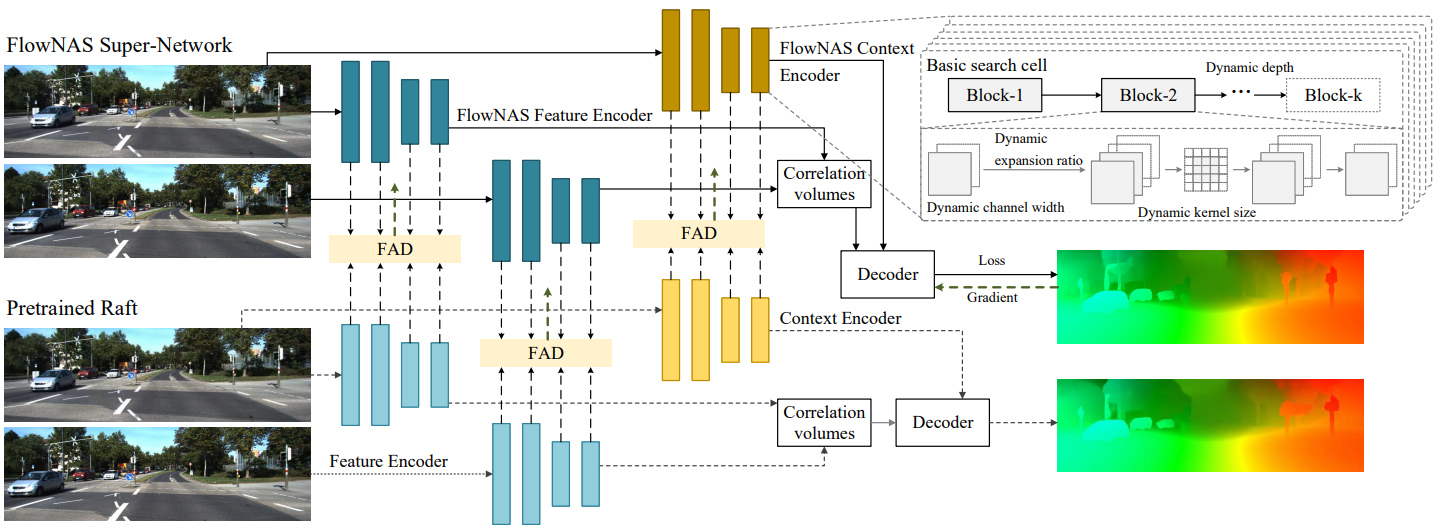 FlowNAS Super-Network
FlowNAS Feature Encoder
FlowNAS Context
Encoder
Basic search cell
Dynamic depth
Block-1
Block-2
...
Block-k
Dynamic
expansion ratio
Dynamic channel width
Dynamic kernel size
Correlation
volumes
FAD
FAD
Decoder
Loss
Gradient
Pretrained Raft
Context Encoder
FAD
Correlation
volumes
Decoder
Feature Encoder